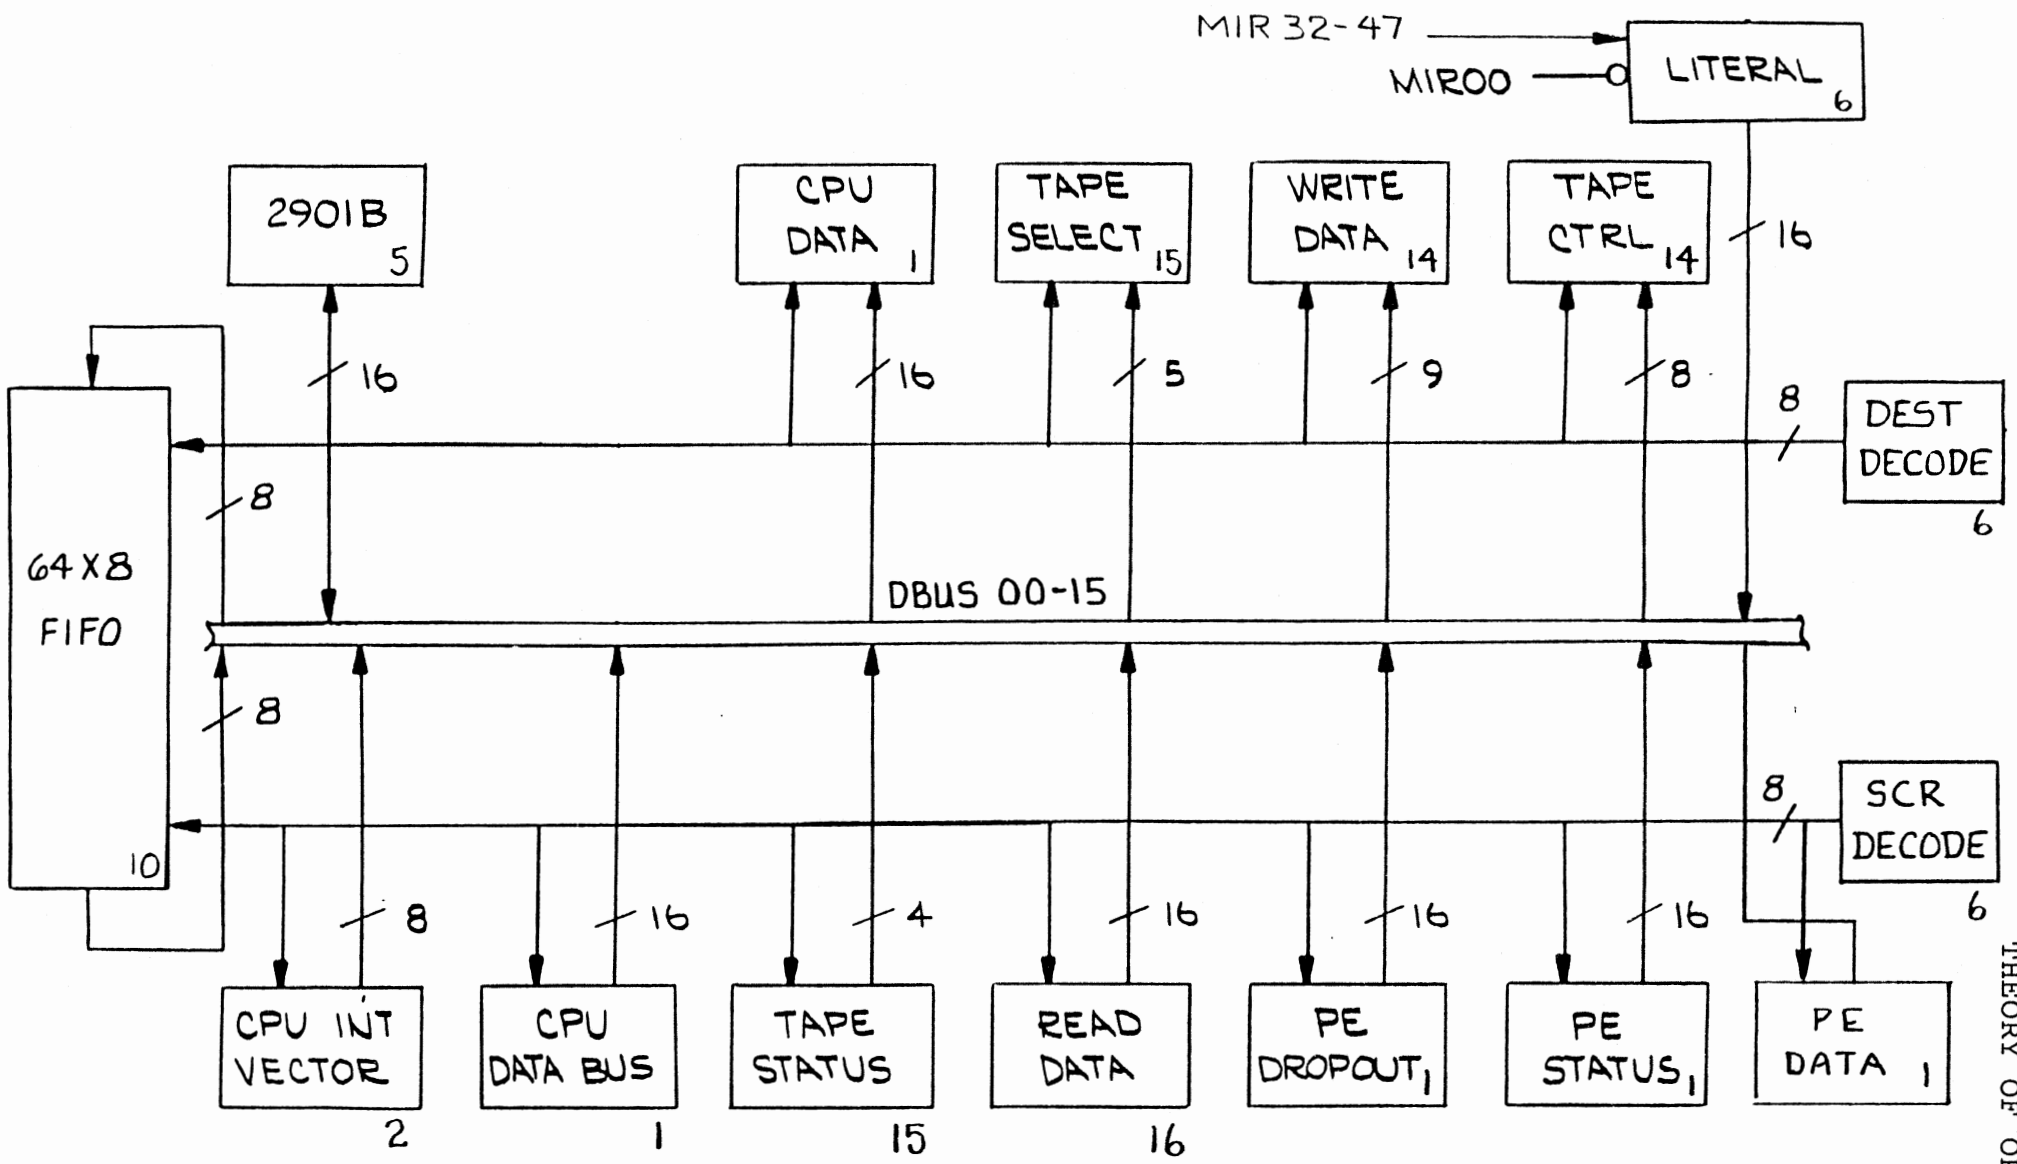 MIR 32-47
MIR00
LITERAL
6
2901B
5
CPU
DATA
1
TAPE
SELECT
15
WRITE
DATA
14
TAPE
CTRL
14
16
16
16
5
9
8
8
DEST
DECODE
6
8
64X8
FIFO
10
DBUS 00-15
8
8
SCR
DECODE
6
8
16
4
16
16
16
CPU INT
VECTOR
2
CPU
DATA BUS
1
TAPE
STATUS
15
READ
DATA
16
PE
DROPOUT
1
PE
STATUS
1
PE
DATA
1
THEORY OF